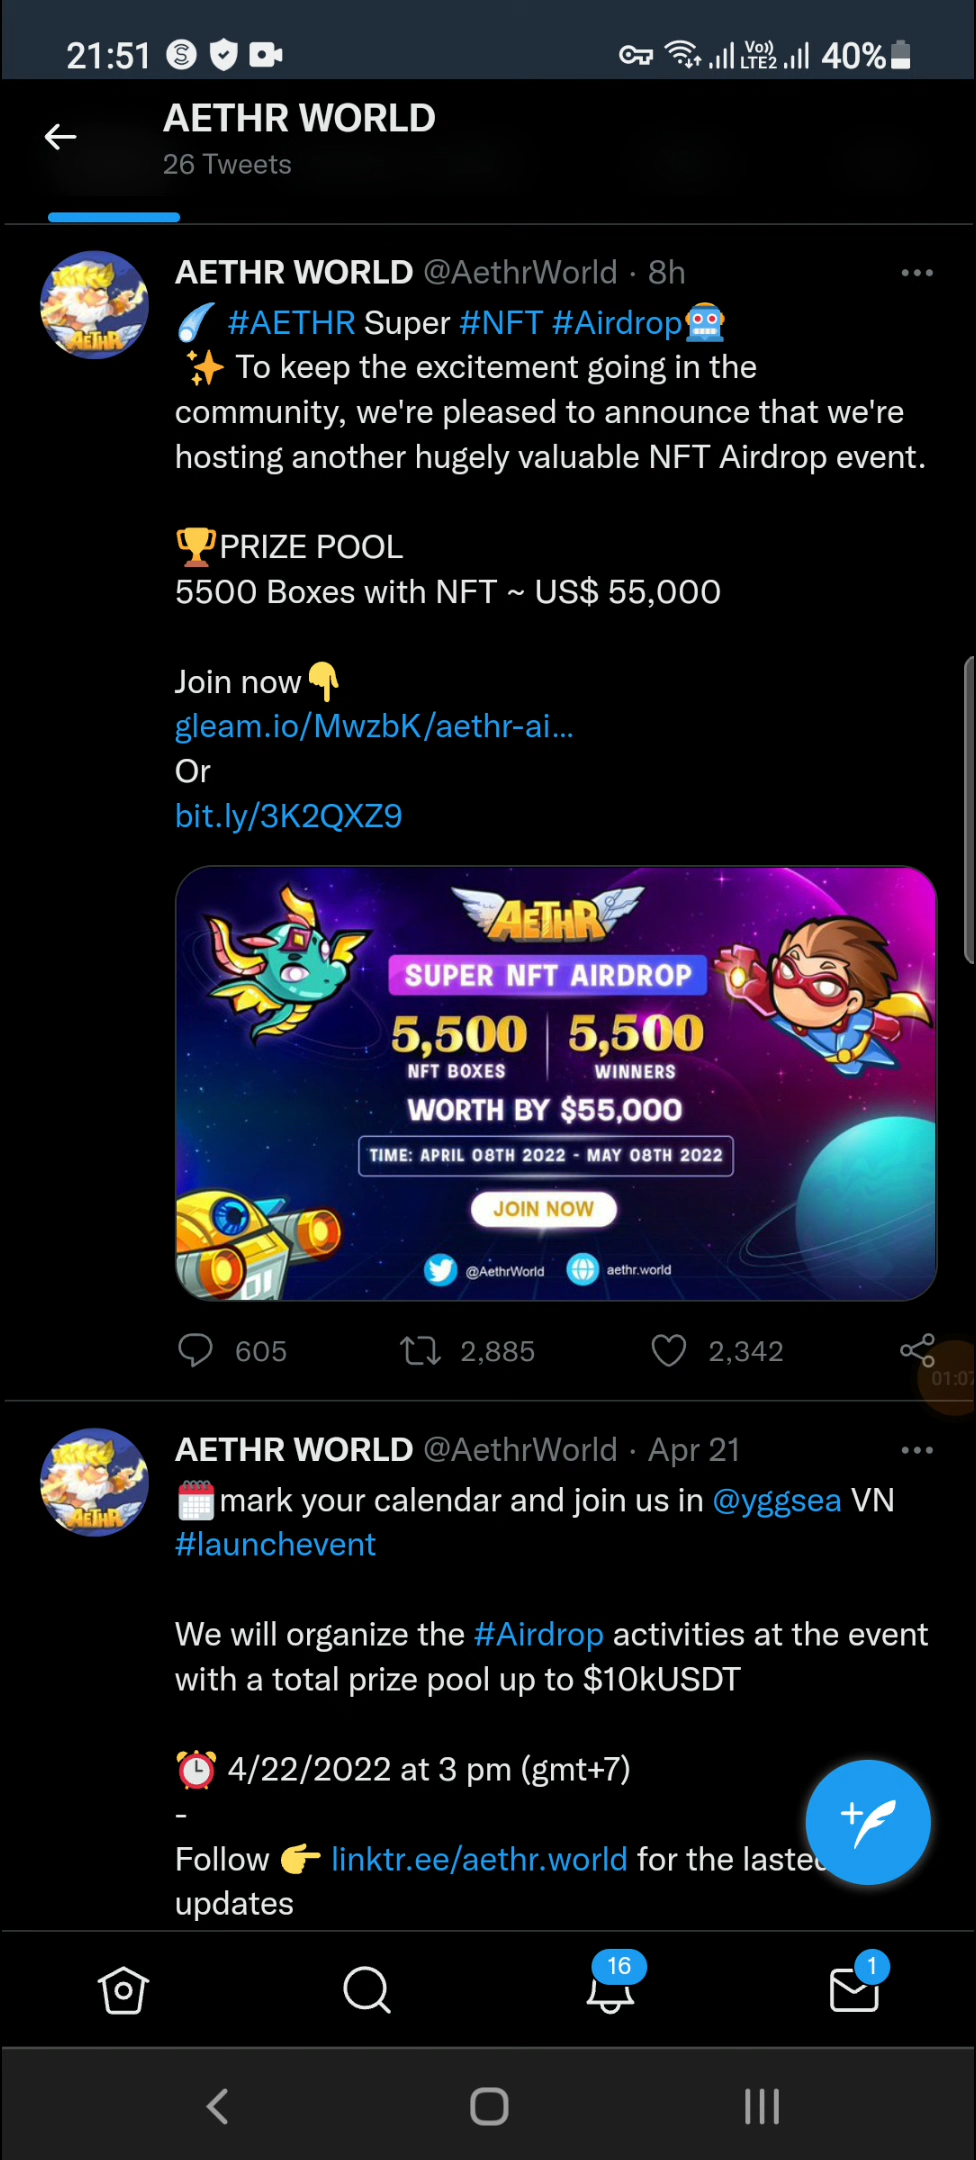 21:51
Vo)) LTE2 40%
AETHR WORLD
26 Tweets
AETHR WORLD @AethrWorld · 8h
#AETHR Super #NFT #Airdrop
To keep the excitement going in the
community, we're pleased to announce that we're
hosting another hugely valuable NFT Airdrop event.
PRIZE POOL
5500 Boxes with NFT ~ US$ 55,000
Join now
gleam.io/MwzbK/aethr-ai...
Or
bit.ly/3K2QXZ9
AETHR
SUPER NFT AIRDROP
5,500 5,500
NFT BOXES WINNERS
WORTH BY $55,000
TIME: APRIL 08TH 2022 - MAY 08TH 2022
JOIN NOW
@AethrWorld aethr.world
605 2,885 2,342
AETHR WORLD @AethrWorld · Apr 21
mark your calendar and join us in @yggsea VN
#launchevent
We will organize the #Airdrop activities at the event
with a total prize pool up to $10kUSDT
4/22/2022 at 3 pm (gmt+7)
-
Follow linktr.ee/aethr.world for the lasted
updates
16 1